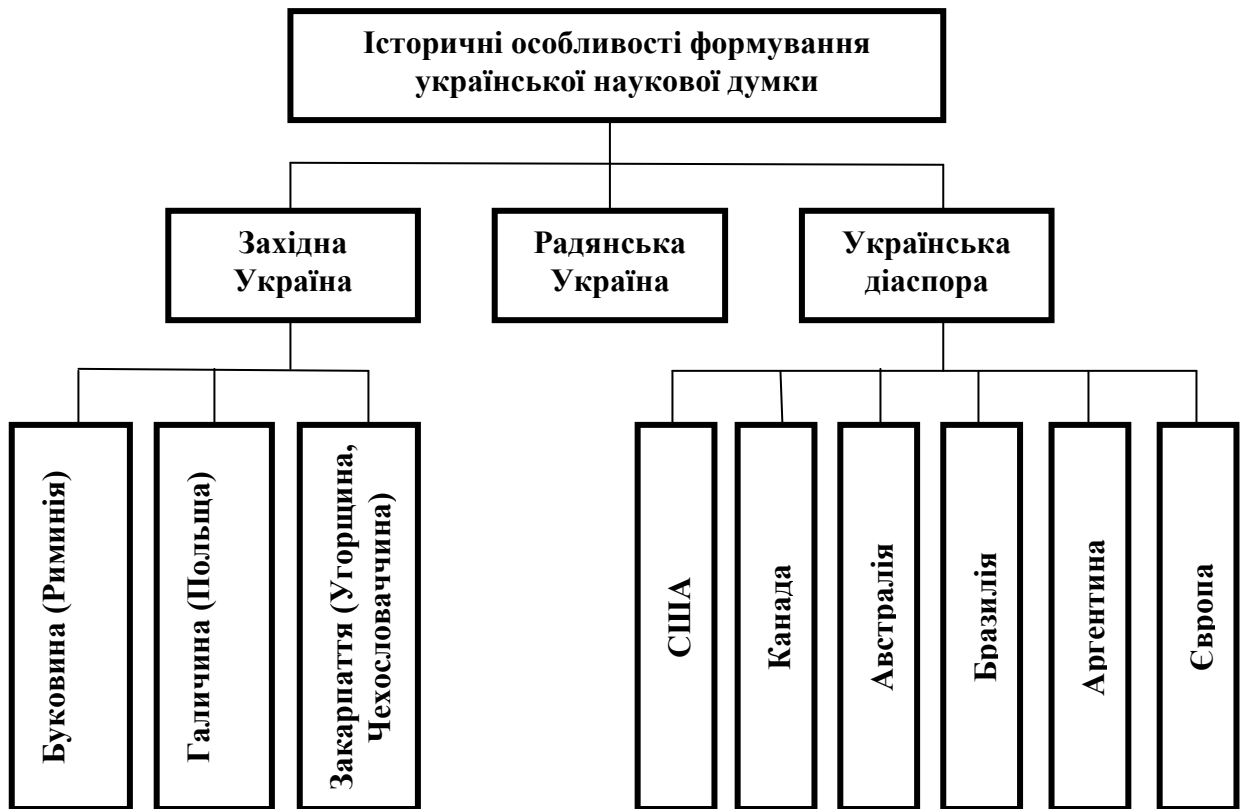 Історичні особливості формування
української наукової думки
Західна
Україна
Радянська
Україна
Українська
діаспора
Буковина (Риминія)
Галичина (Польща)
Закарпаття (Угорщина,
Чехословаччина)
США
Канада
Австралія
Бразилія
Аргентина
Європа